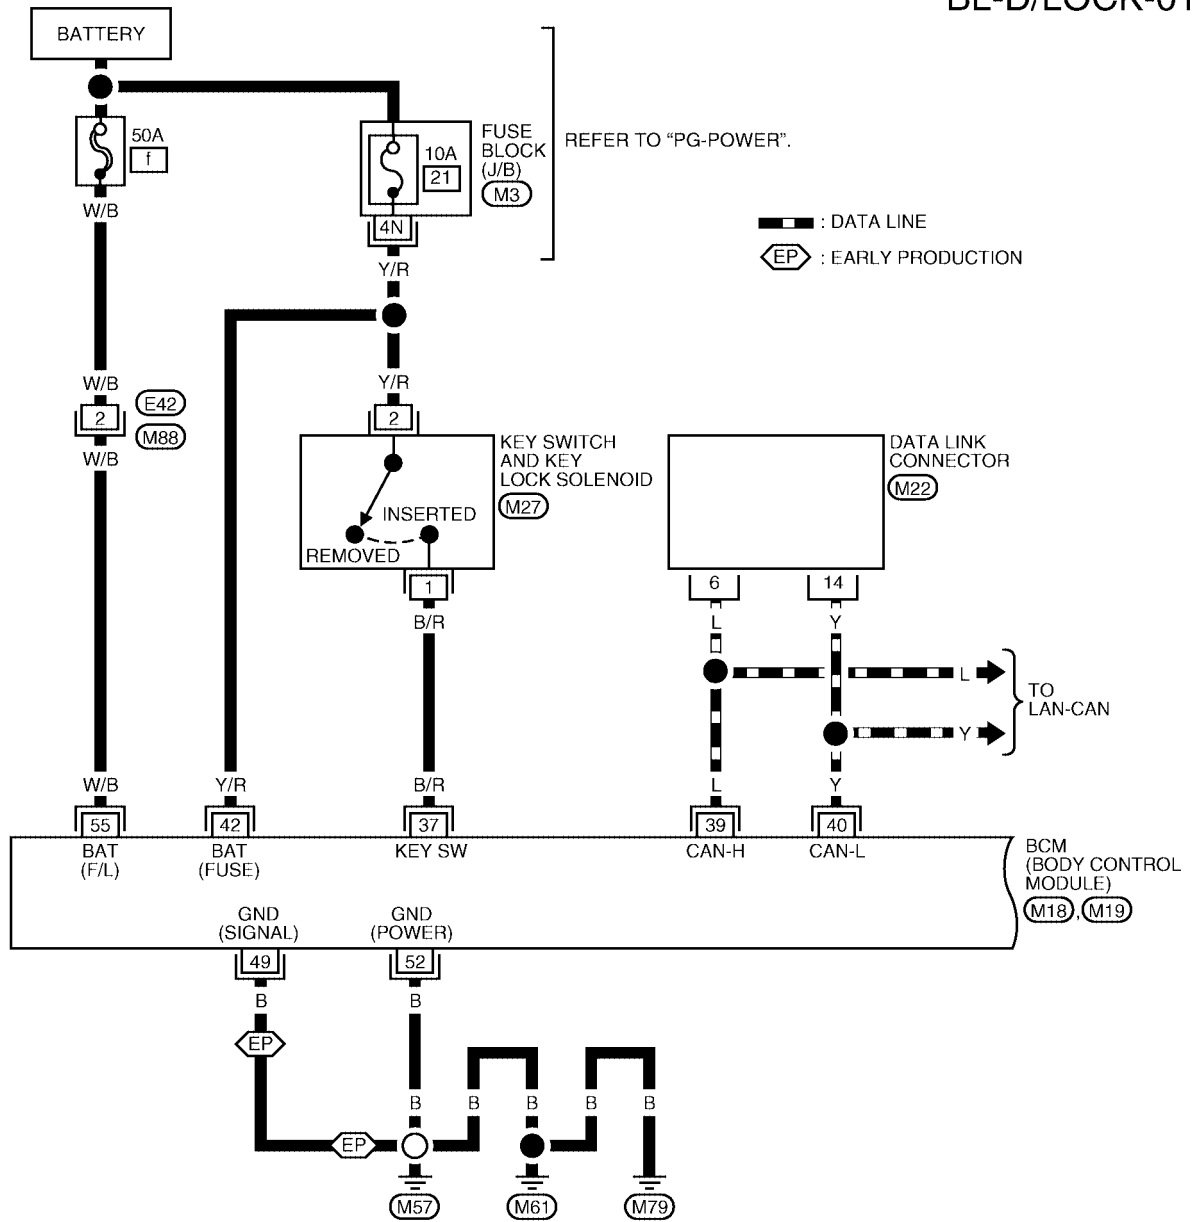 BL-D/LOCK-01
BATTERY
50A
f
10A
21
FUSE
BLOCK
(J/B)
M3
REFER TO “PG-POWER”.
W/B
4N
: DATA LINE
EP : EARLY PRODUCTION
Y/R
W/B
Y/R
2
E42
M88
2
W/B
KEY SWITCH
AND KEY
LOCK SOLENOID
M27
INSERTED
REMOVED
DATA LINK
CONNECTOR
M22
1
6
14
B/R
L
Y
L
Y
TO
LAN-CAN
W/B
Y/R
B/R
L
Y
55
42
37
39
40
BAT
(F/L)
BAT
(FUSE)
KEY SW
CAN-H
CAN-L
BCM
(BODY CONTROL
MODULE)
M18 , M19
GND
(SIGNAL)
GND
(POWER)
49
52
B
B
EP
B
B
B
B
B
EP
M57
M61
M79